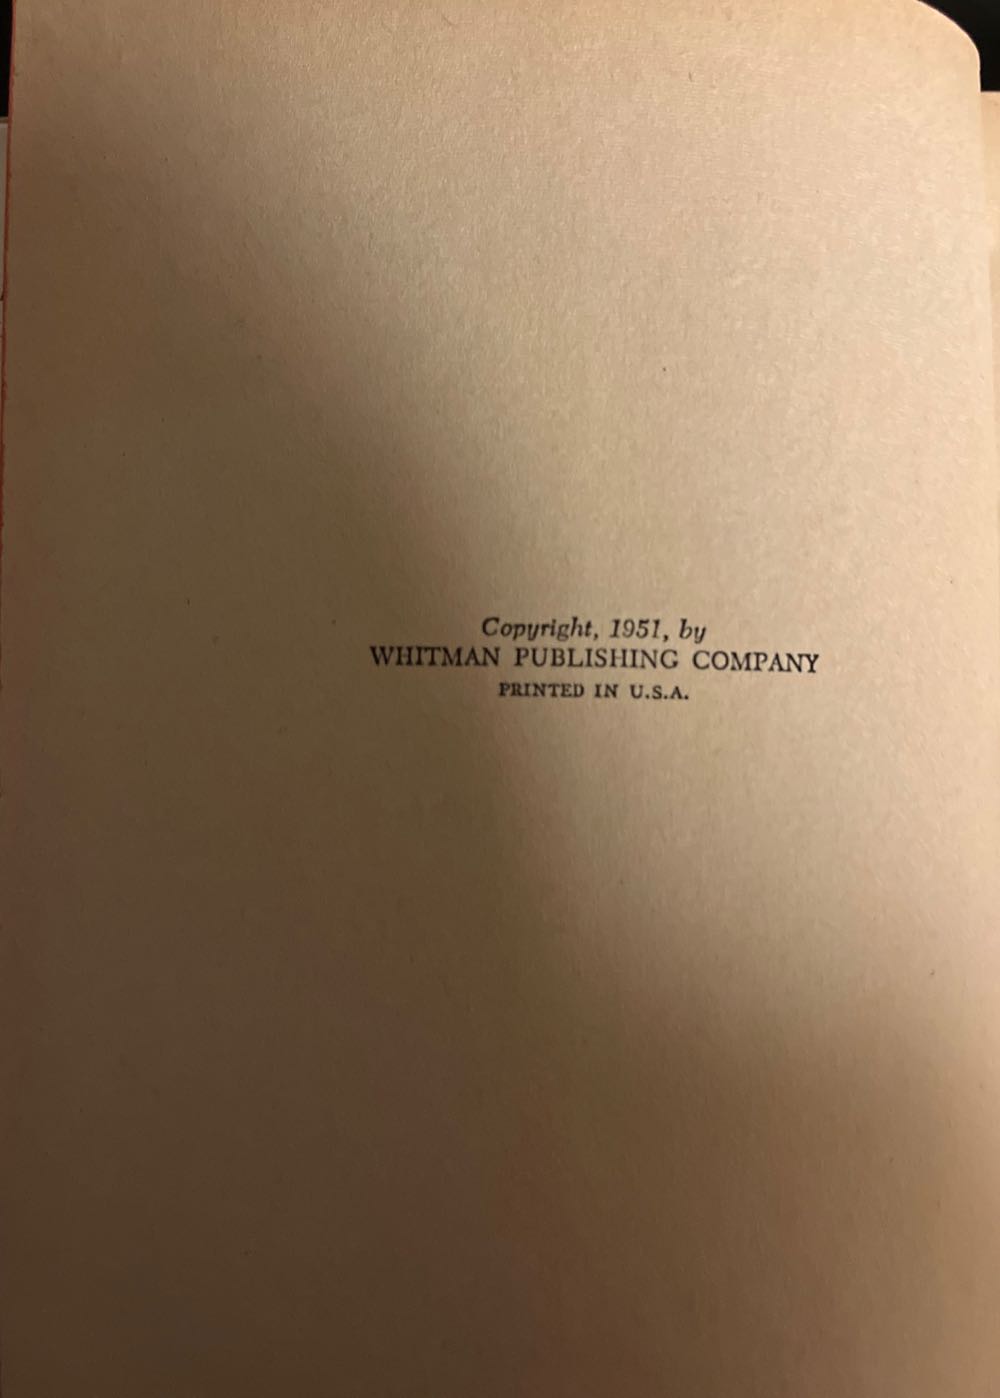 Copyright, 1951, by
WHITMAN PUBLISHING COMPANY
PRINTED IN U.S.A.